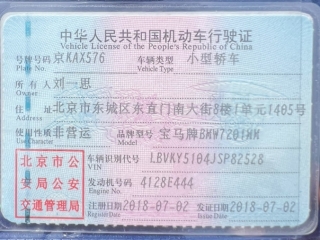 中华人民共和国机动车行驶证
Vehicle License of the People's Republic of China
号牌号码 京KAX576 车辆类型 小型轿车
Plate No. Vehicle Type
所有人 刘一思
Owner
住址 北京市东城区东直门南大街8楼1单元1405号
Address
使用性质 非营运 品牌型号 宝马牌BMW7201MM
Use Character Model
北京市公
安局公安
交通管理局
车辆识别代号 LBVKY5104JSP82528
VIN
发动机号码 4128E444
Engine No.
注册日期 2018-07-02 发证日期 2018-07-02
Register Date Issue Date